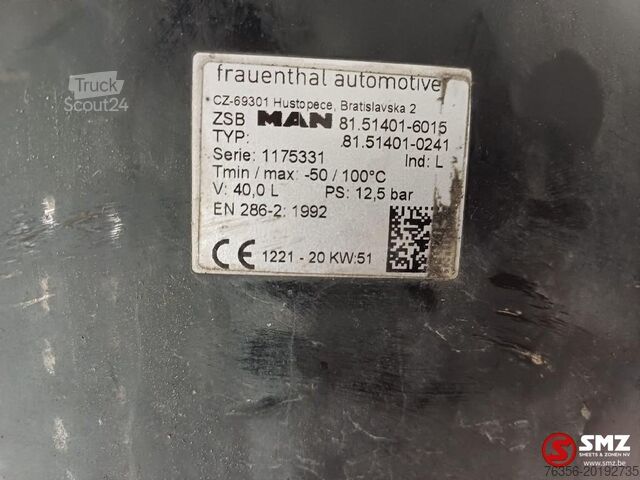 Truck
Scout24
frauenthal automotive
CZ-69301 Hustopece, Bratislavska 2
ZSB MAN 81.51401-6015
TYP: .81.51401-0241
Serie: 1175331 Ind: L
Tmin / max: -50 / 100°C
V: 40,0 L PS: 12,5 bar
EN 286-2: 1992
CE 1221 - 20 KW:51
SMZ
SMEETS & ZONEN NV
www.smz.be
76356-20192735